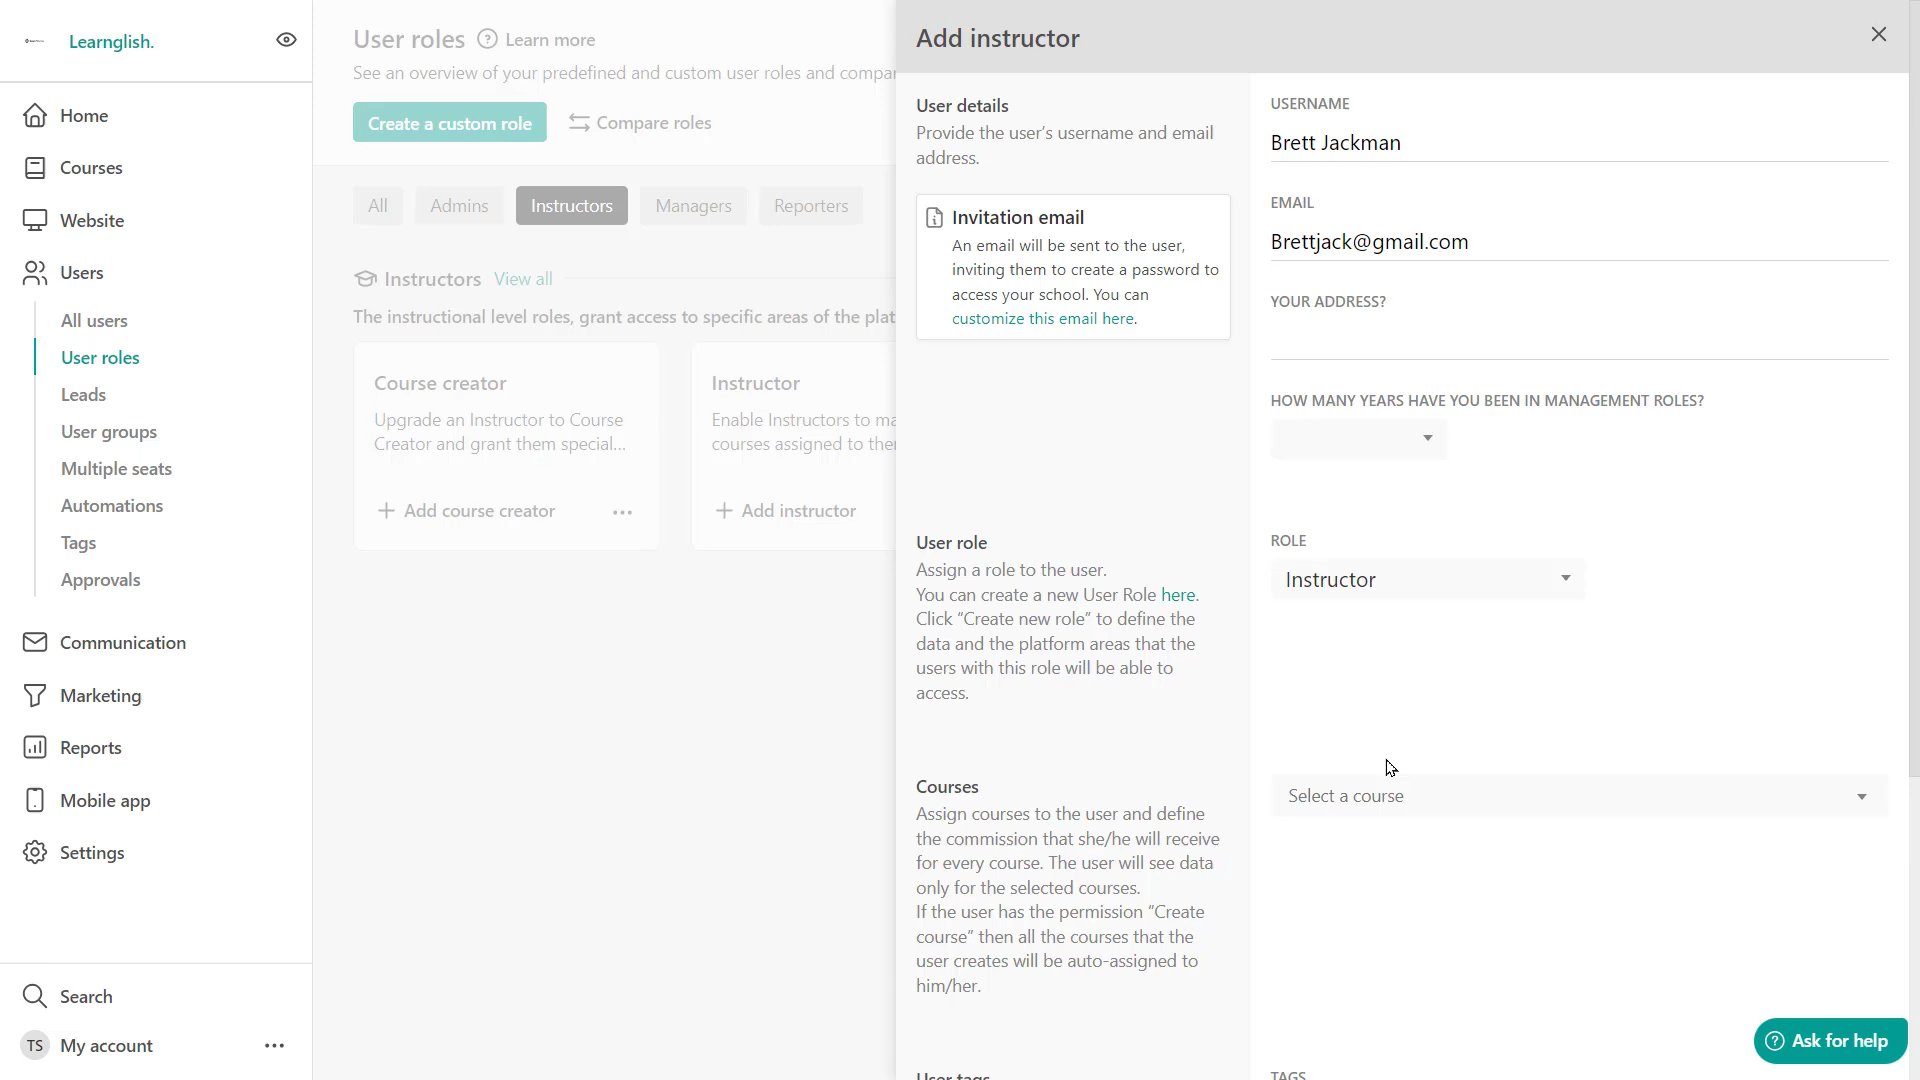 Learnglish.
Home
Courses
Website
Users
All users
User roles
Leads
User groups
Multiple seats
Automations
Tags
Approvals
Communication
Marketing
Reports
Mobile app
Settings
Search
TS My account
User roles Learn more
See an overview of your predefined and custom user roles and compa
Create a custom role Compare roles
All Admins Instructors Managers Reporters
Instructors View all
The instructional level roles, grant access to specific areas of the plat
Course creator
Upgrade an Instructor to Course
Creator and grant them special...
+ Add course creator ...
Instructor
Enable Instructors to ma
courses assigned to the
+ Add instructor
Add instructor
User details
Provide the user's username and email
address.
Invitation email
An email will be sent to the user,
inviting them to create a password to
access your school. You can
customize this email here.
USERNAME
Brett Jackman
EMAIL
Brettjack@gmail.com
YOUR ADDRESS?
HOW MANY YEARS HAVE YOU BEEN IN MANAGEMENT ROLES?
User role
Assign a role to the user.
You can create a new User Role here.
Click "Create new role" to define the
data and the platform areas that the
users with this role will be able to
access.
ROLE
Instructor
Courses
Assign courses to the user and define
the commission that she/he will receive
for every course. The user will see data
only for the selected courses.
If the user has the permission "Create
course" then all the courses that the
user creates will be auto-assigned to
him/her.
Select a course
User tags
TAGS
Ask for help